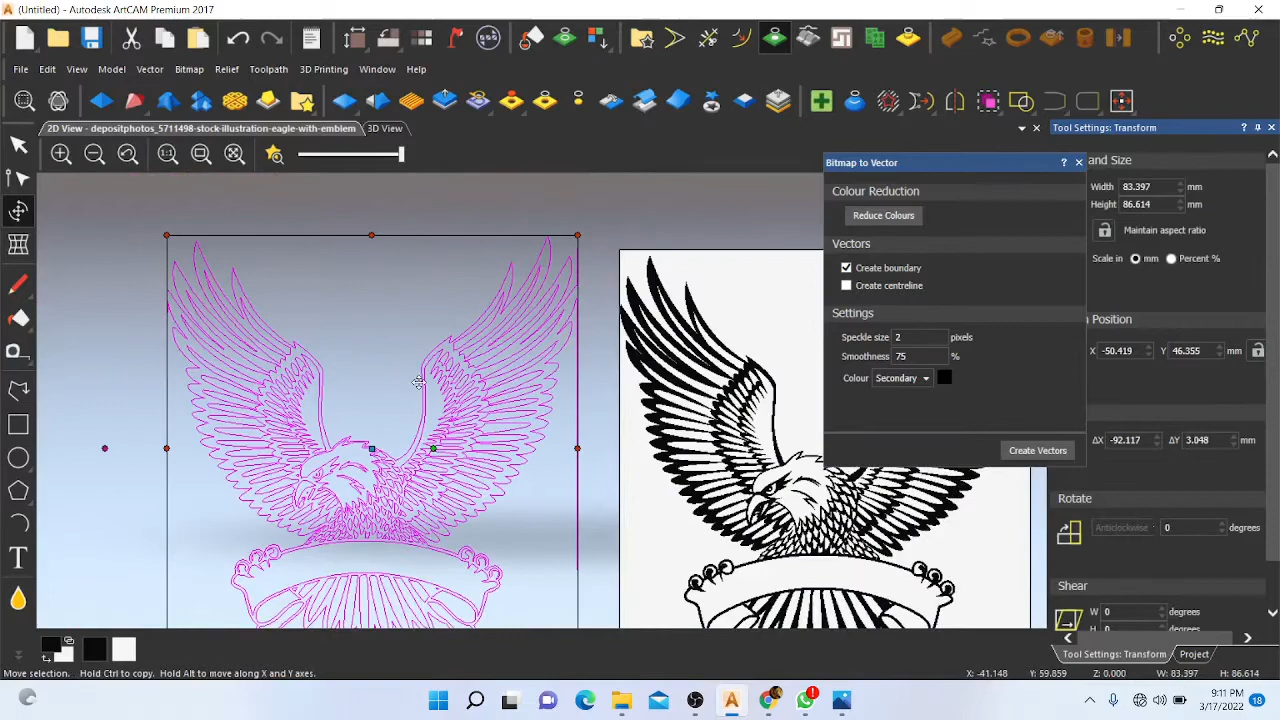 (Untitled) - Autodesk ArtCAM Premium 2017
File Edit View Model Vector Bitmap Relief Toolpath 3D Printing Window Help
2D View - depositphotos_5711498-stock-illustration-eagle-with-emblem 3D View
Tool Settings: Transform
1:1
Bitmap to Vector
and Size
Width 83.397 mm
Height 86.614 mm
Maintain aspect ratio
Scale in mm Percent %
Colour Reduction
Reduce Colours
Vectors
Create boundary
Create centreline
Settings
Speckle size 2 pixels
Smoothness 75 %
Colour Secondary
Create Vectors
Position
X -50.419 Y 46.355 mm
ΔX -92.117 ΔY 3.048 mm
Rotate
Anticlockwise 0 degrees
Shear
W 0 degrees
H 0 degrees
Tool Settings: Transform Project
Move selection. Hold Ctrl to copy. Hold Alt to move along X and Y axes.
X: -41.148 Y: 59.859 Z: 0.000 W: 83.397 H: 86.614
9:11 PM
3/17/2022
18